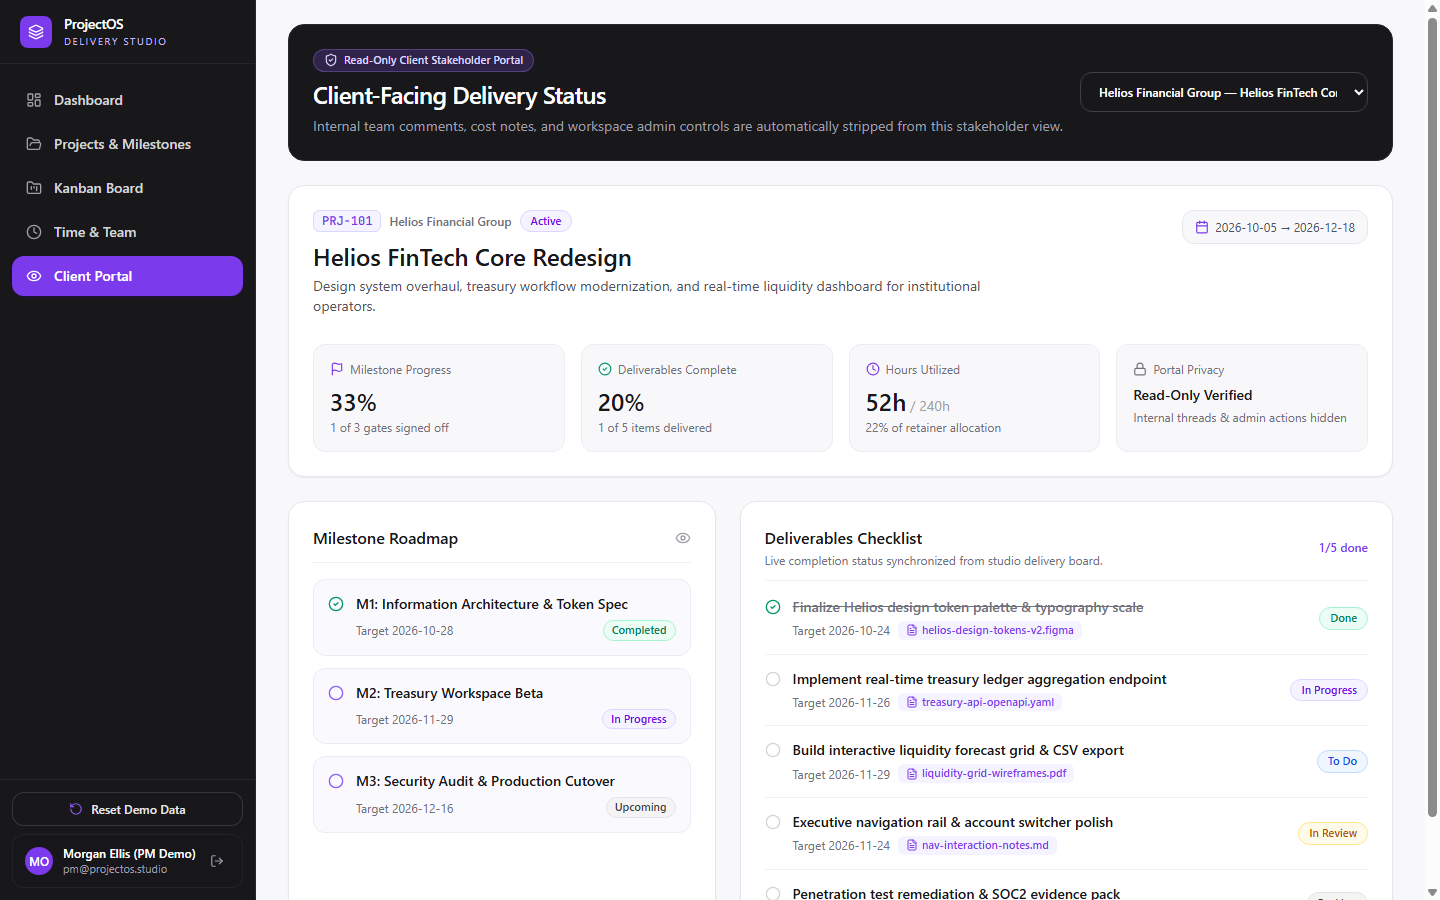 ProjectOS
DELIVERY STUDIO
Dashboard
Projects & Milestones
Kanban Board
Time & Team
Client Portal
Reset Demo Data
MO
Morgan Ellis (PM Demo)
pm@projectos.studio
Read-Only Client Stakeholder Portal
Client-Facing Delivery Status
Internal team comments, cost notes, and workspace admin controls are automatically stripped from this stakeholder view.
Helios Financial Group — Helios FinTech Co
PRJ-101 Helios Financial Group Active
2026-10-05 → 2026-12-18
Helios FinTech Core Redesign
Design system overhaul, treasury workflow modernization, and real-time liquidity dashboard for institutional
operators.
Milestone Progress
33%
1 of 3 gates signed off
Deliverables Complete
20%
1 of 5 items delivered
Hours Utilized
52h / 240h
22% of retainer allocation
Portal Privacy
Read-Only Verified
Internal threads & admin actions hidden
Milestone Roadmap
M1: Information Architecture & Token Spec
Target 2026-10-28
Completed
M2: Treasury Workspace Beta
Target 2026-11-29
In Progress
M3: Security Audit & Production Cutover
Target 2026-12-16
Upcoming
Deliverables Checklist
Live completion status synchronized from studio delivery board.
1/5 done
Finalize Helios design token palette & typography scale
Target 2026-10-24 helios-design-tokens-v2.figma
Done
Implement real-time treasury ledger aggregation endpoint
Target 2026-11-26 treasury-api-openapi.yaml
In Progress
Build interactive liquidity forecast grid & CSV export
Target 2026-11-29 liquidity-grid-wireframes.pdf
To Do
Executive navigation rail & account switcher polish
Target 2026-11-24 nav-interaction-notes.md
In Review
Penetration test remediation & SOC2 evidence pack